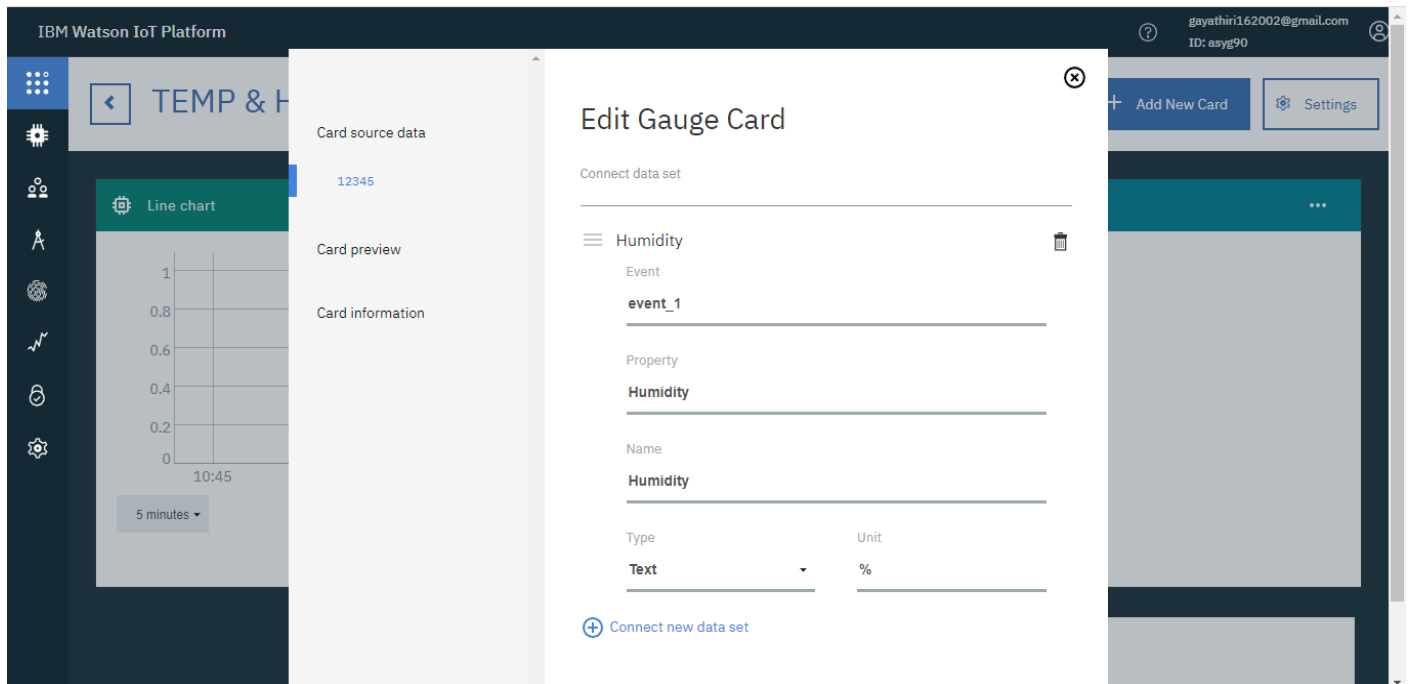 IBM Watson IoT Platform
gayathiri162002@gmail.com
ID: asyg90
TEMP & H
Add New Card
Settings
Card source data
12345
Card preview
Card information
Edit Gauge Card
Connect data set
Humidity
Event
event_1
Property
Humidity
Name
Humidity
Type
Unit
Text
%
Connect new data set
Line chart
1
0.8
0.6
0.4
0.2
0
10:45
5 minutes